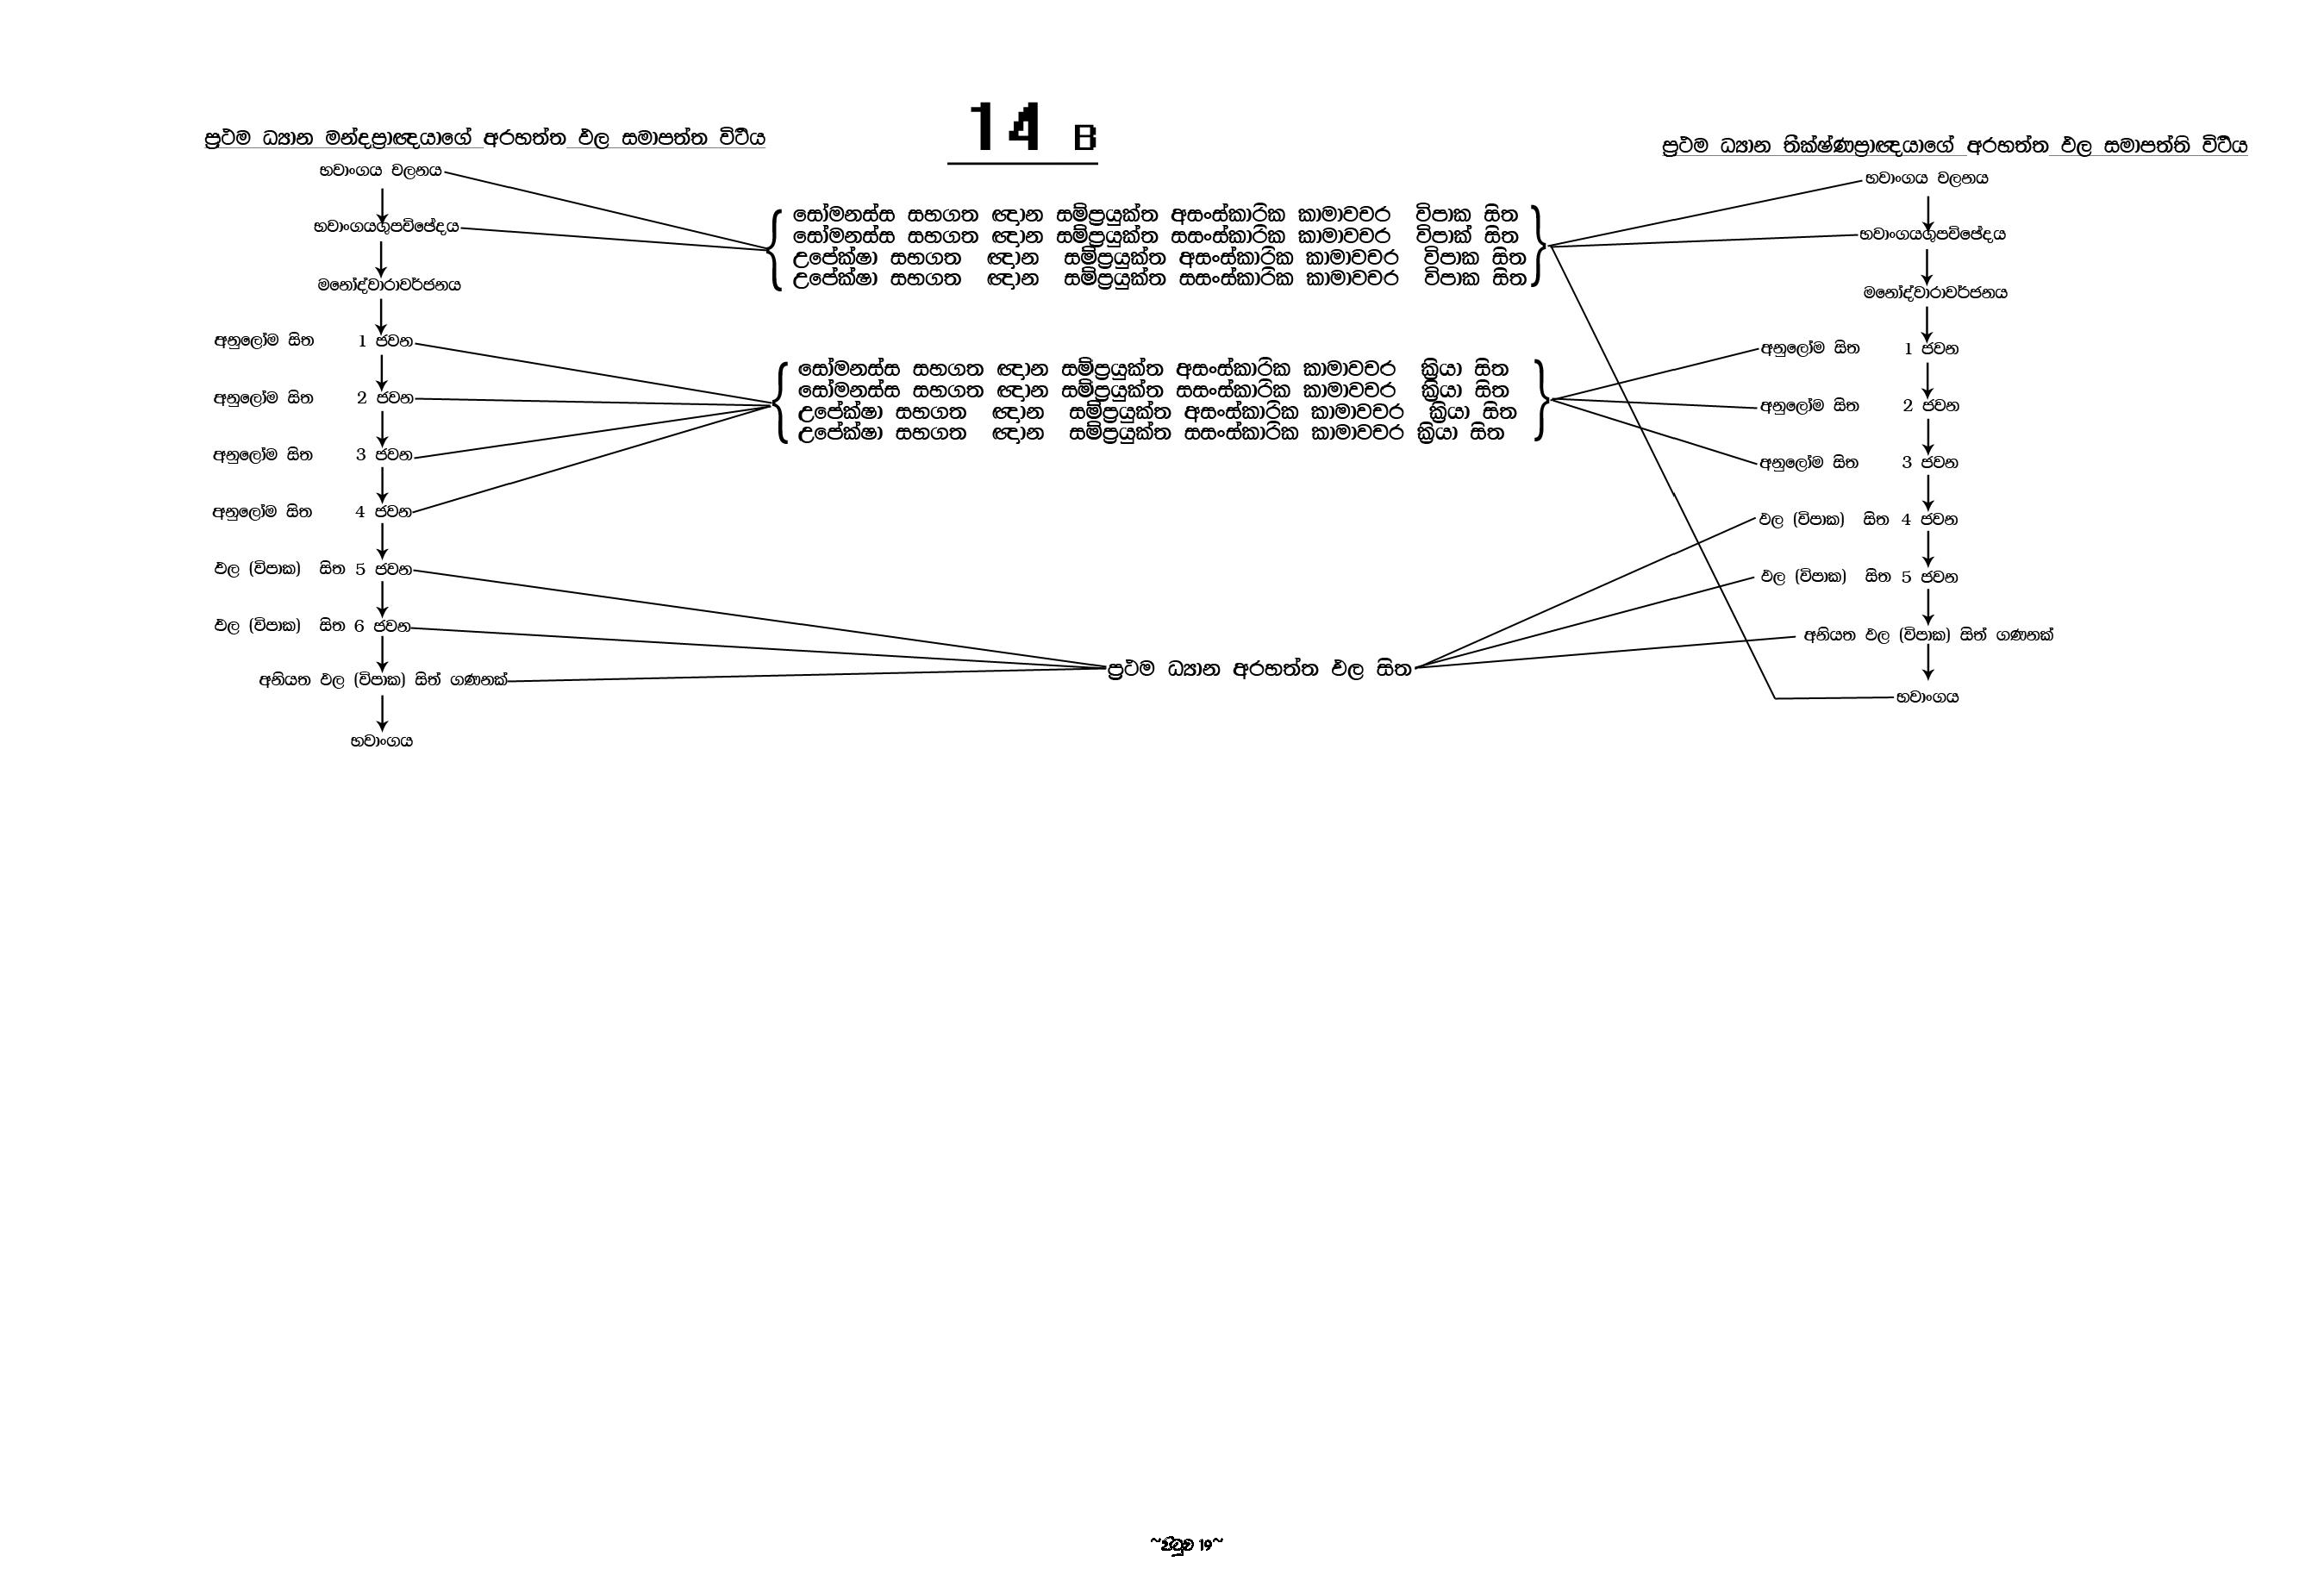 14 B
ප්‍රථම ධ්‍යාන මන්දප්‍රාඥයාගේ අරහත්ත ඵල සමාපත්ත විථිය
භවාංගය චලනය
භවාංගයගුපච්ඡේදය
මනෝද්වාරාවර්ජනය
අනුලෝම සිත 1 ජවන
අනුලෝම සිත 2 ජවන
අනුලෝම සිත 3 ජවන
අනුලෝම සිත 4 ජවන
ඵල (විපාක) සිත 5 ජවන
ඵල (විපාක) සිත 6 ජවන
අනියත ඵල (විපාක) සිත් ගණනක්
භවාංගය
සෝමනස්ස සහගත ඥාන සම්ප්‍රයුක්ත අසංස්කාරික කාමාවචර විපාක සිත
සෝමනස්ස සහගත ඥාන සම්ප්‍රයුක්ත සසංස්කාරික කාමාවචර විපාක් සිත
උපේක්ෂා සහගත ඥාන සම්ප්‍රයුක්ත අසංස්කාරික කාමාවචර විපාක සිත
උපේක්ෂා සහගත ඥාන සම්ප්‍රයුක්ත සසංස්කාරික කාමාවචර විපාක සිත
සෝමනස්ස සහගත ඥාන සම්ප්‍රයුක්ත අසංස්කාරික කාමාවචර ක්‍රියා සිත
සෝමනස්ස සහගත ඥාන සම්ප්‍රයුක්ත සසංස්කාරික කාමාවචර ක්‍රියා සිත
උපේක්ෂා සහගත ඥාන සම්ප්‍රයුක්ත අසංස්කාරික කාමාවචර ක්‍රියා සිත
උපේක්ෂා සහගත ඥාන සම්ප්‍රයුක්ත සසංස්කාරික කාමාවචර ක්‍රියා සිත
ප්‍රථම ධ්‍යාන අරහත්ත ඵල සිත
ප්‍රථම ධ්‍යාන තීක්ෂ්ණප්‍රාඥයාගේ අරහත්ත ඵල සමාපත්ති විථිය
භවාංගය චලනය
භවාංගයගුපච්ඡේදය
මනෝද්වාරාවර්ජනය
අනුලෝම සිත 1 ජවන
අනුලෝම සිත 2 ජවන
අනුලෝම සිත 3 ජවන
ඵල (විපාක) සිත 4 ජවන
ඵල (විපාක) සිත 5 ජවන
අනියත ඵල (විපාක) සිත් ගණනක්
භවාංගය
~පිටුව 19~